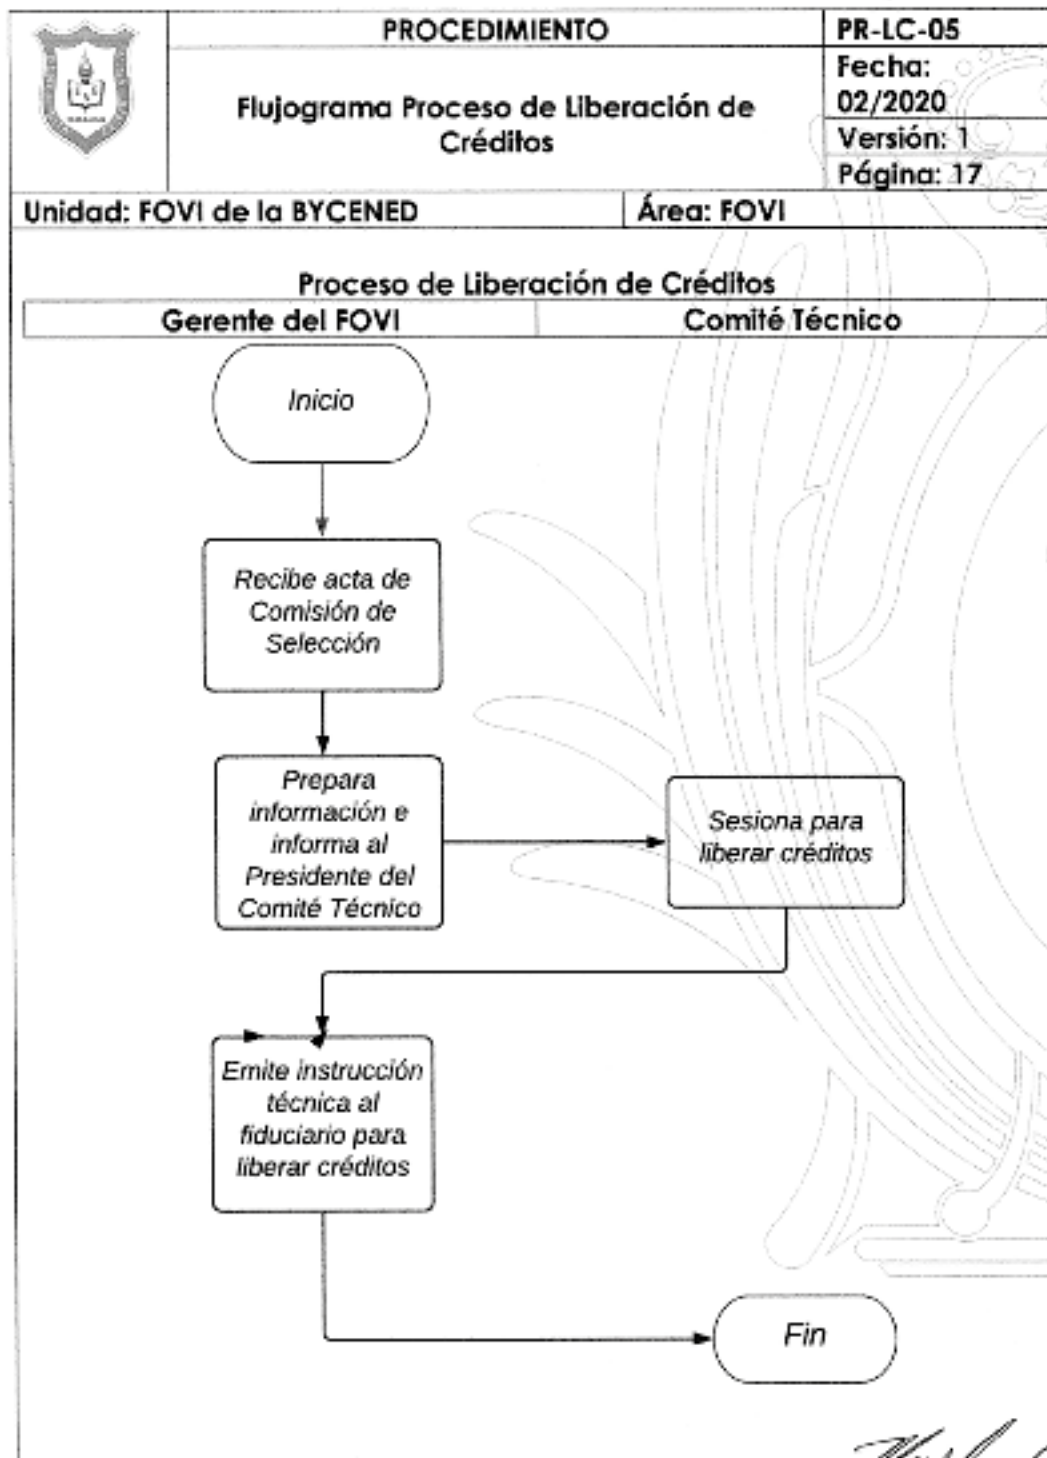 PROCEDIMIENTO
PR-LC-05
Flujograma Proceso de Liberación de
Créditos
Fecha:
02/2020
Versión: 1
Página: 17
Unidad: FOVI de la BYCENED
Área: FOVI
Proceso de Liberación de Créditos
Gerente del FOVI
Comité Técnico
Inicio
Recibe acta de
Comisión de
Selección
Prepara
información e
informa al
Presidente del
Comité Técnico
Sesiona para
liberar créditos
Emite instrucción
técnica al
fiduciario para
liberar créditos
Fin